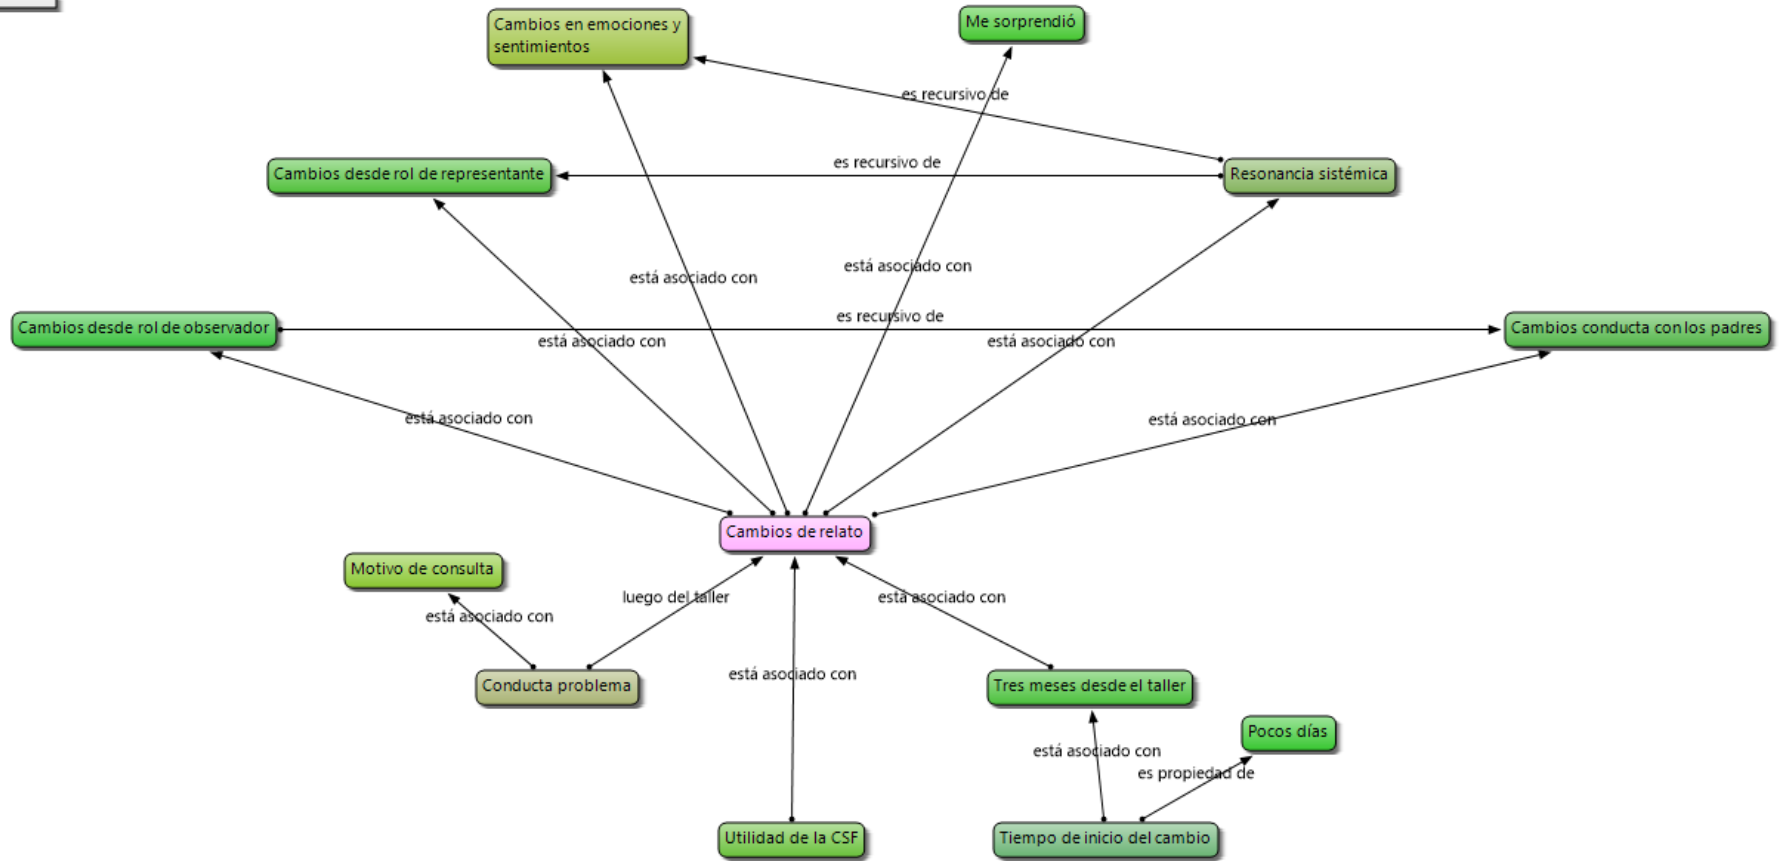 Cambios en emociones y
sentimientos
Me sorprendió
es recursivo de
es recursivo de
Cambios desde rol de representante
Resonancia sistémica
está asociado con
está asociado con
es recursivo de
Cambios desde rol de observador
Cambios conducta con los padres
está asociado con
está asociado con
está asociado con
está asociado con
Cambios de relato
Motivo de consulta
luego del taller
está asociado con
está asociado con
está asociado con
Conducta problema
Tres meses desde el taller
Pocos días
está asociado con
es propiedad de
Utilidad de la CSF
Tiempo de inicio del cambio